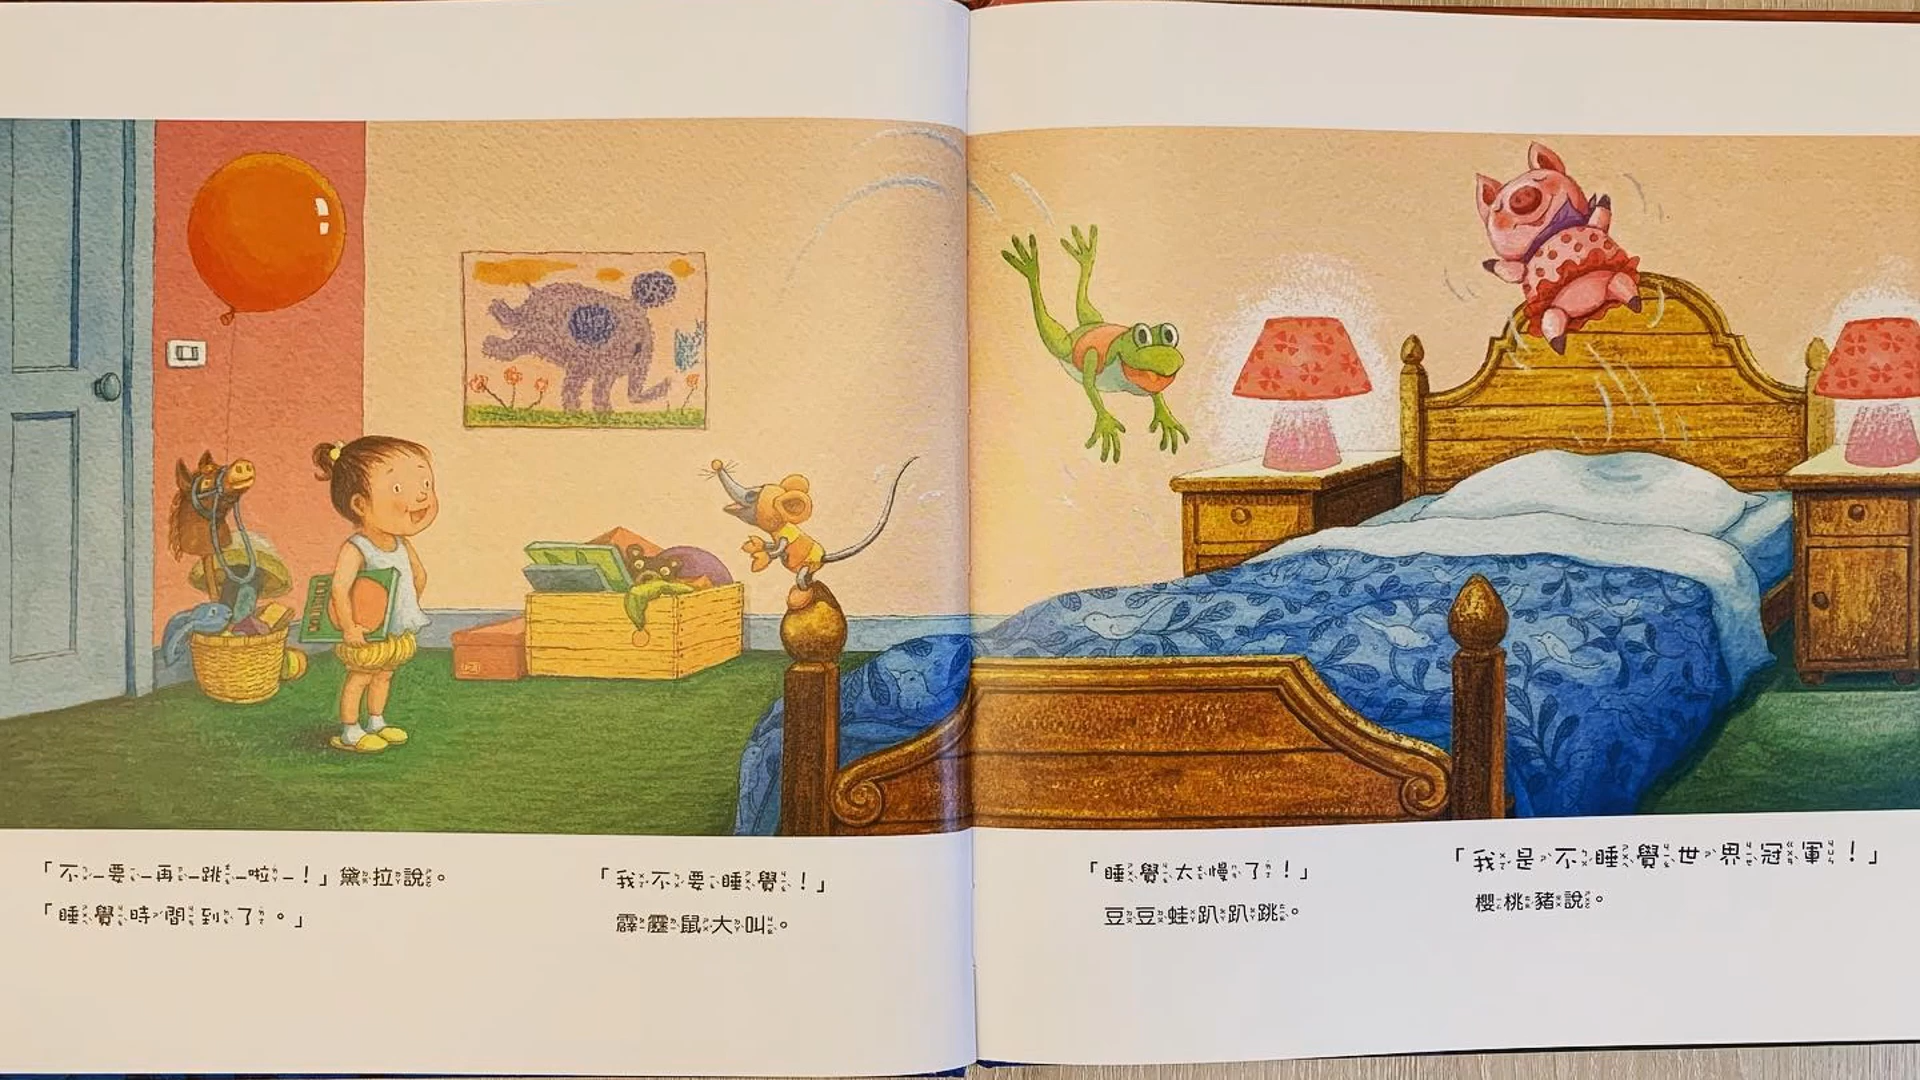 「不—要—再—跳—啦—！」黛拉說。
「睡覺時間到了。」
「我不要睡覺！」
霹靂鼠大叫。
「睡覺太慢了！」
豆豆蛙趴趴跳。
「我是不睡覺世界冠軍！」
櫻桃豬說。